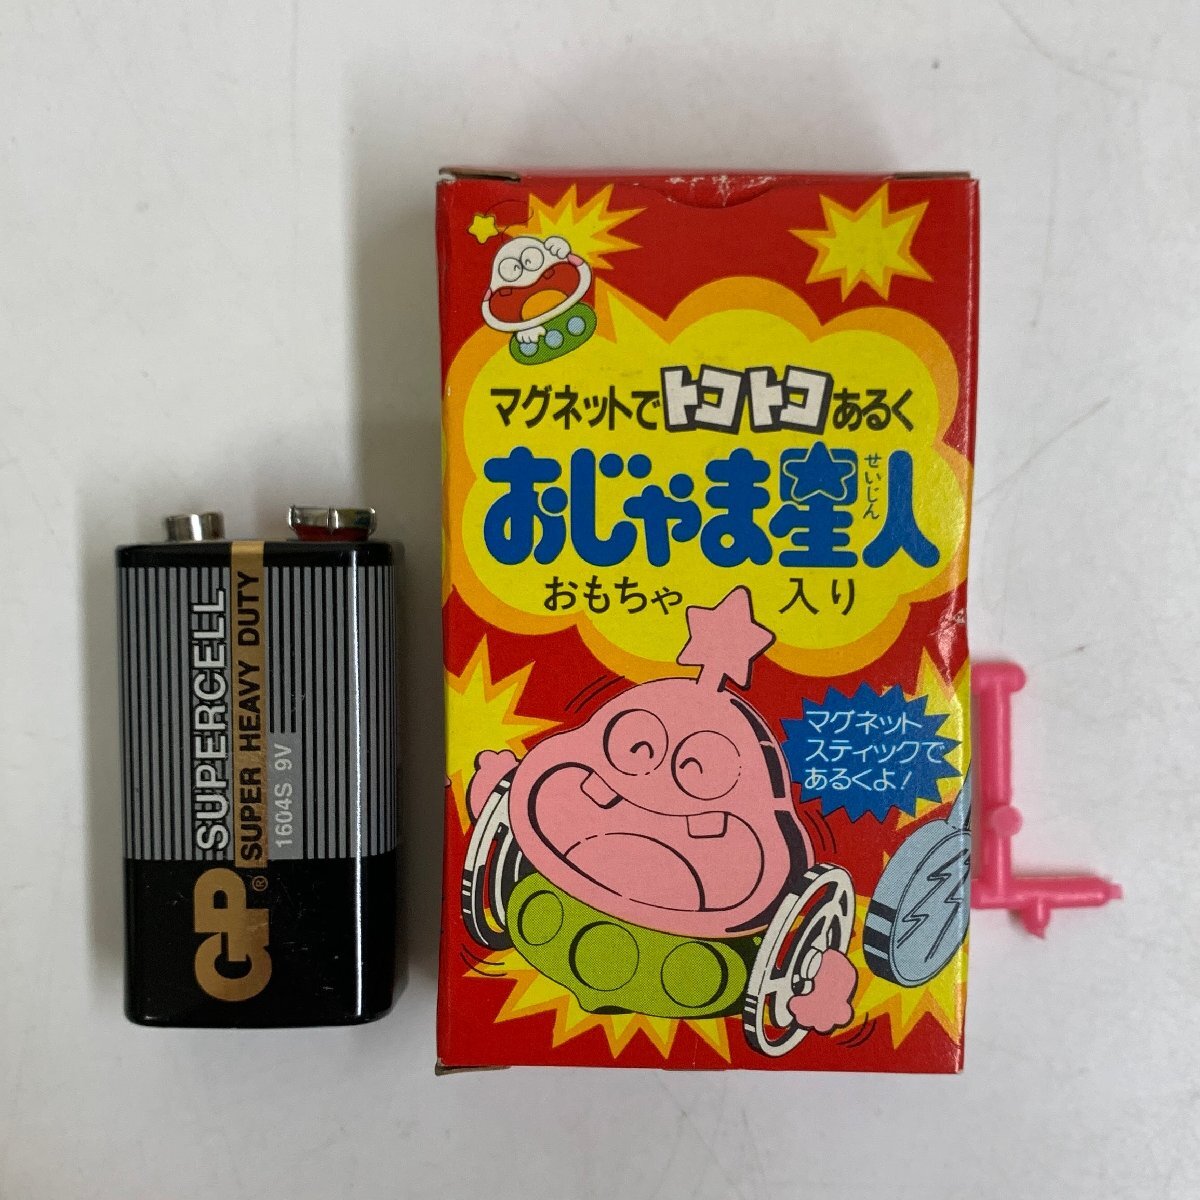 マグネットでトコトコあるく
おじゃま星人
せいじん
おもちゃ 入り
マグネット
スティックで
あるくよ!
GP® SUPERCELL
SUPER HEAVY DUTY
1604S 9V